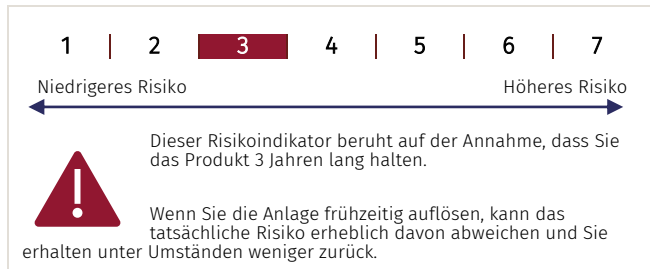 1 | 2 | 3 | 4 | 5 | 6 | 7
Niedrigeres Risiko Höheres Risiko
Dieser Risikoindikator beruht auf der Annahme, dass Sie
das Produkt 3 Jahren lang halten.
Wenn Sie die Anlage frühzeitig auflösen, kann das
tatsächliche Risiko erheblich davon abweichen und Sie
erhalten unter Umständen weniger zurück.